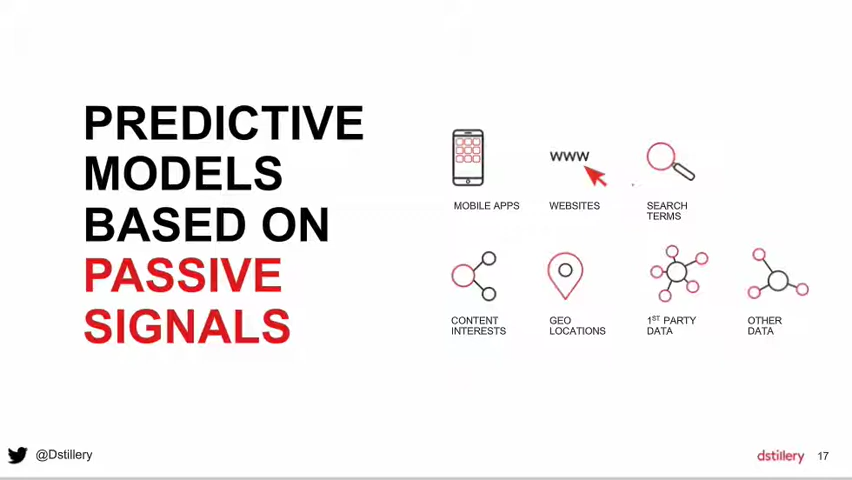 PREDICTIVE
MODELS
BASED ON
PASSIVE
SIGNALS
www
MOBILE APPS
WEBSITES
SEARCH
TERMS
CONTENT
INTERESTS
GEO
LOCATIONS
1ST PARTY
DATA
OTHER
DATA
@Dstillery
dstillery
17